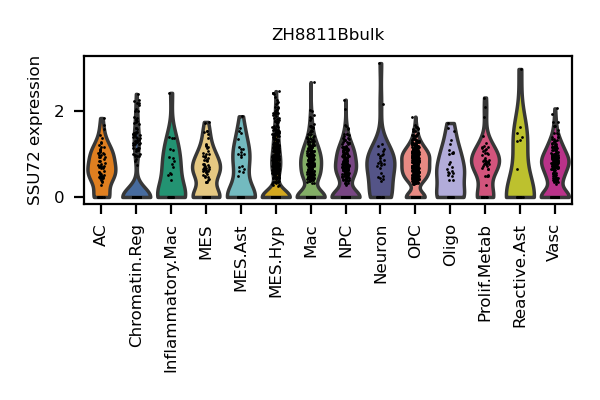 ZH8811Bbulk
SSU72 expression
2
0
AC
Chromatin.Reg
Inflammatory.Mac
MES
MES.Ast
MES.Hyp
Mac
NPC
Neuron
OPC
Oligo
Prolif.Metab
Reactive.Ast
Vasc